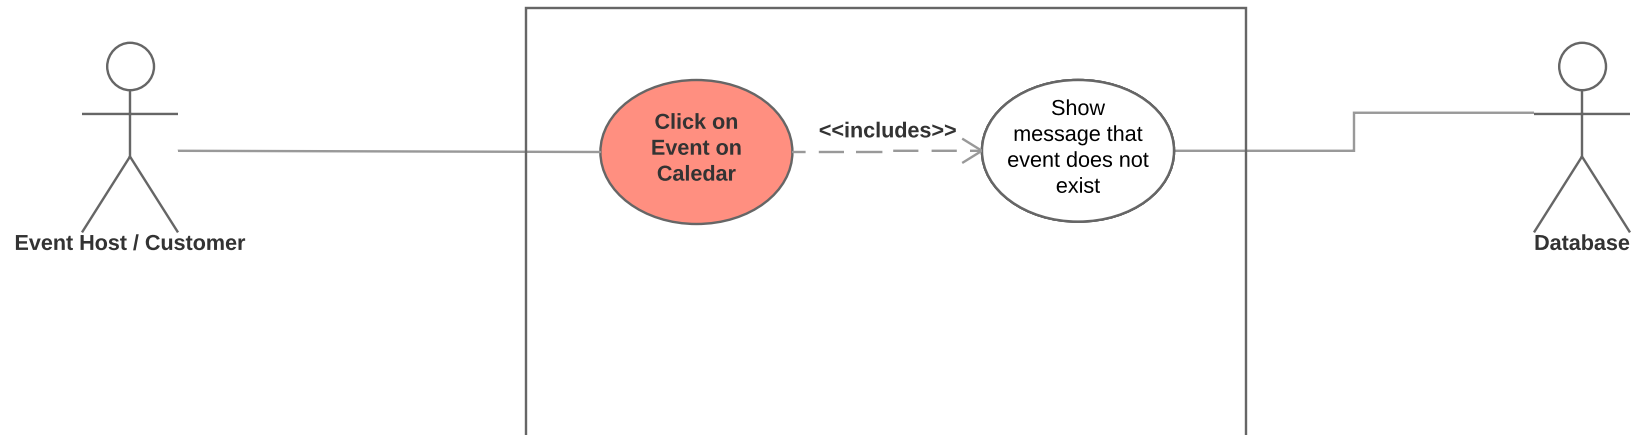 Click on
Event on
Caledar
<<includes>>
Show
message that
event does not
exist
Event Host / Customer
Database